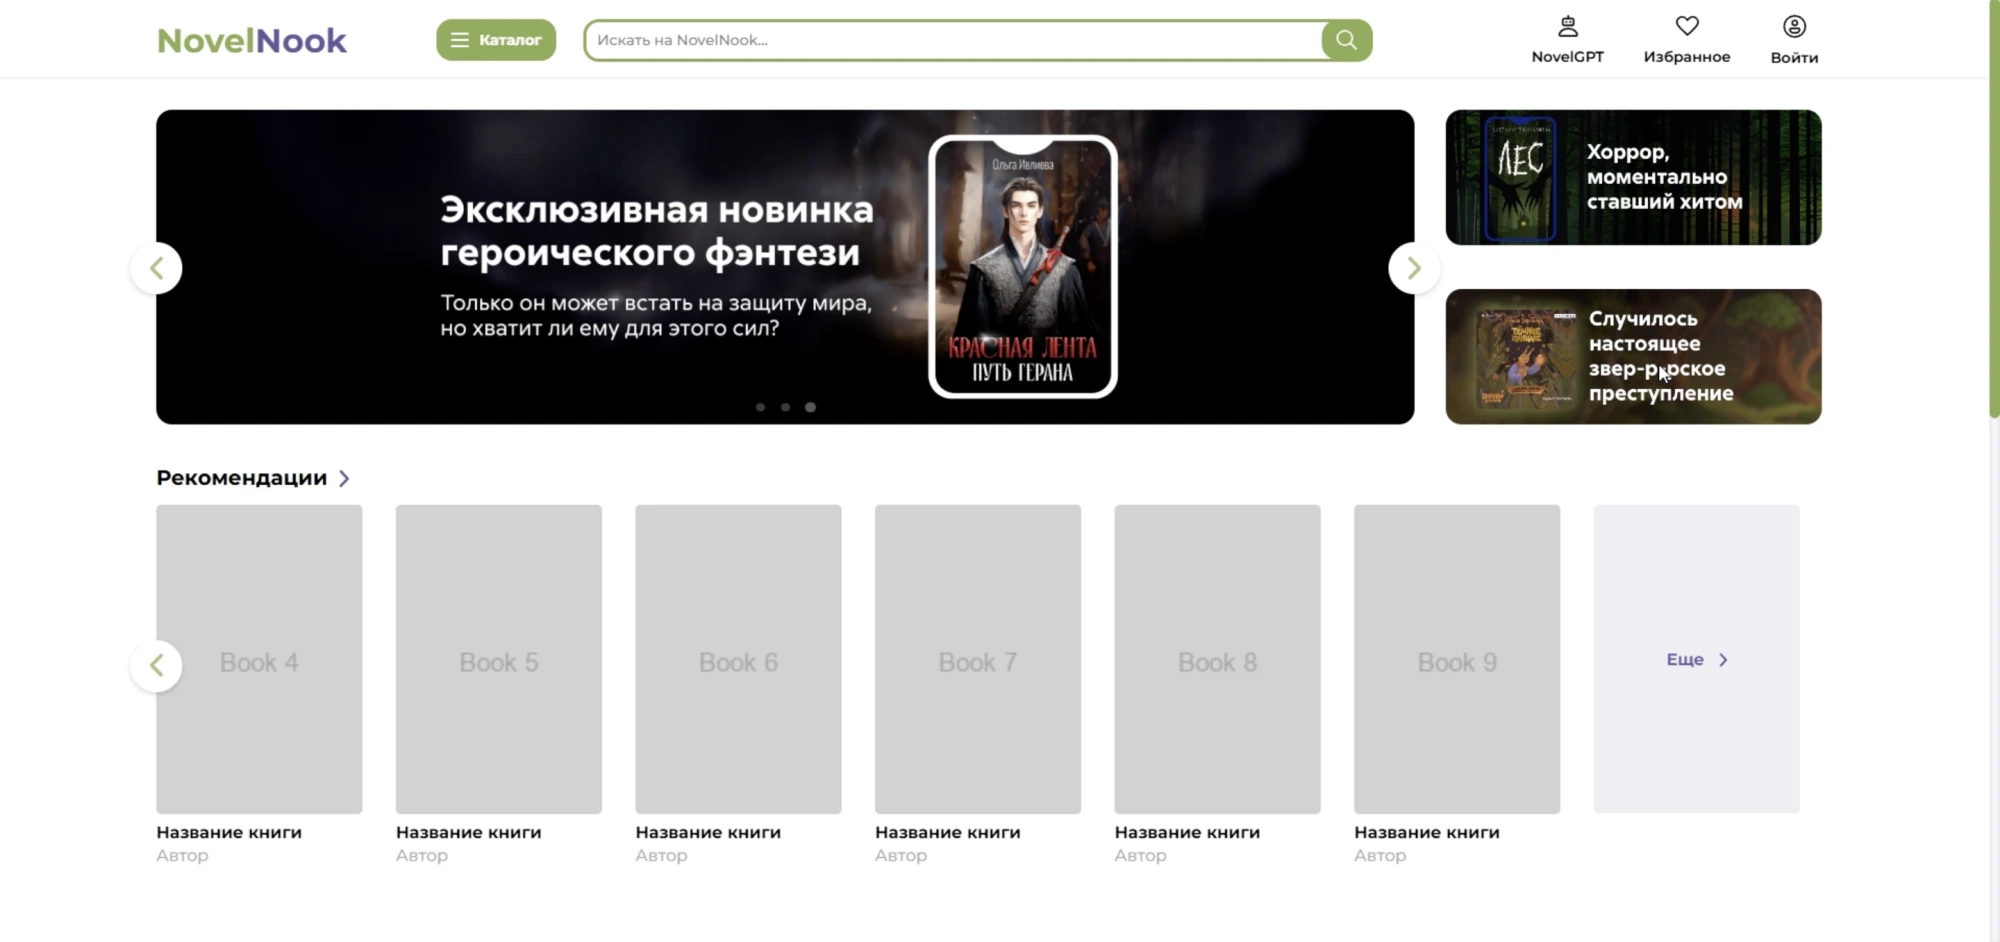 NovelNook
Каталог
Искать на NovelNook...
NovelGPT
Избранное
Войти
Эксклюзивная новинка
героического фэнтези
Только он может встать на защиту мира,
но хватит ли ему для этого сил?
Ольга Ивлиева
КРАСНАЯ ЛЕНТА
ПУТЬ ГЕРАНА
ЛЕС
Хоррор,
моментально
ставший хитом
Случилось
настоящее
звер-р-рское
преступление
Рекомендации
Book 4
Book 5
Book 6
Book 7
Book 8
Book 9
Еще
Название книги
Автор
Название книги
Автор
Название книги
Автор
Название книги
Автор
Название книги
Автор
Название книги
Автор